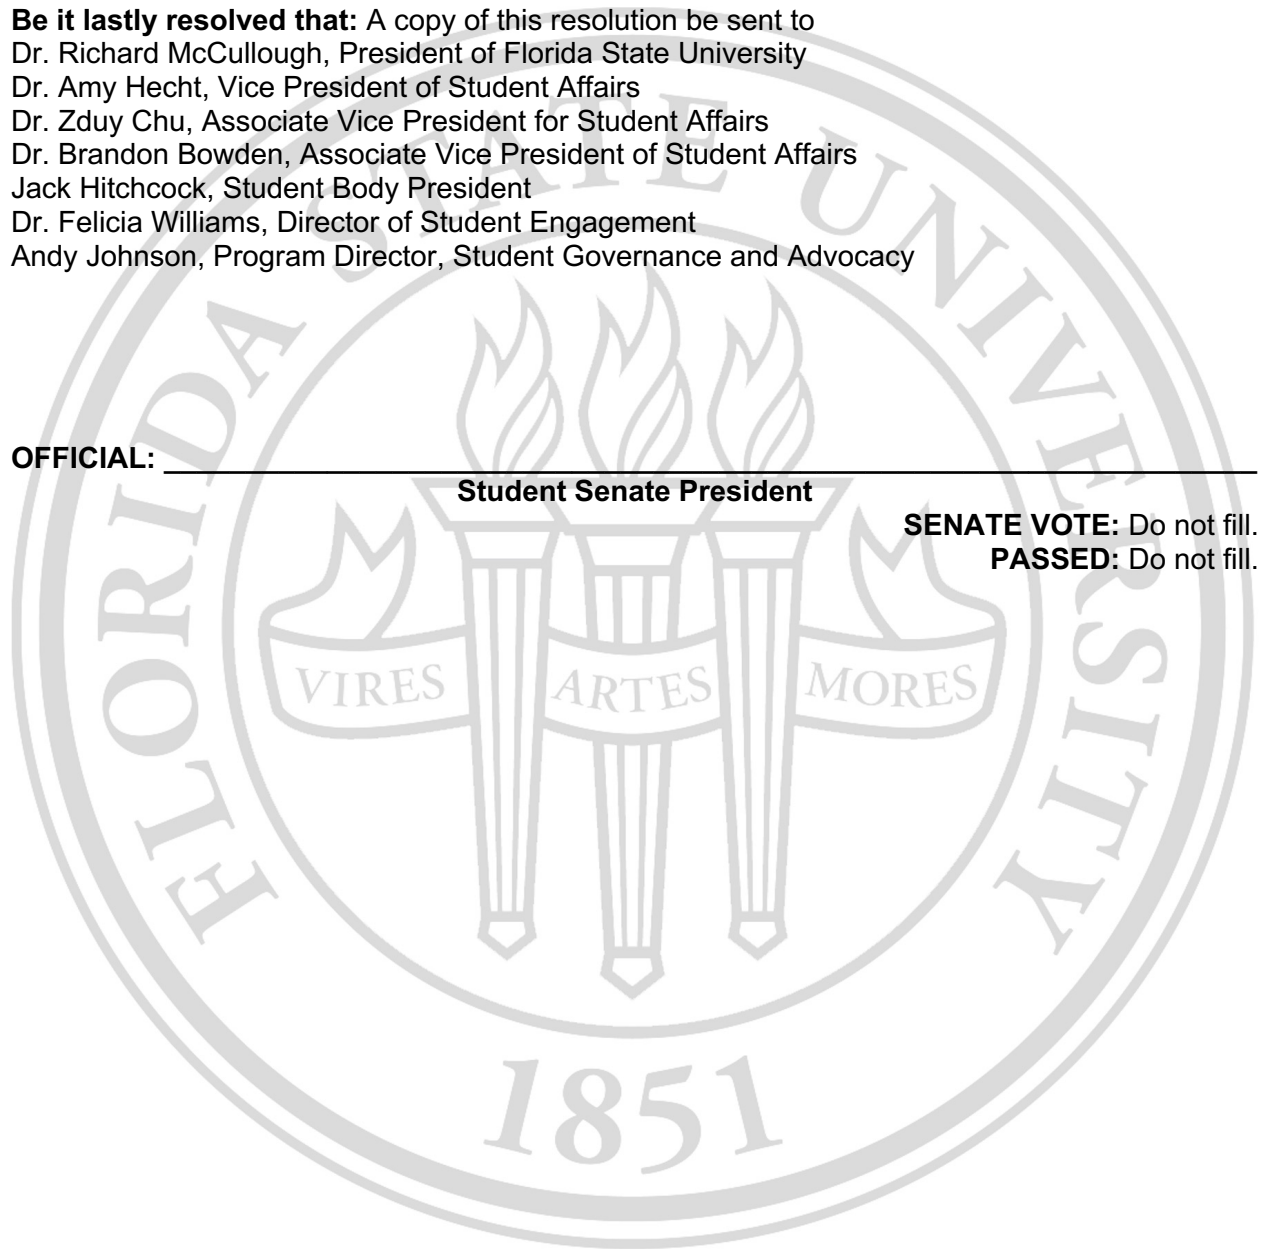 Be it lastly resolved that: A copy of this resolution be sent to
Dr. Richard McCullough, President of Florida State University
Dr. Amy Hecht, Vice President of Student Affairs
Dr. Zduy Chu, Associate Vice President for Student Affairs
Dr. Brandon Bowden, Associate Vice President of Student Affairs
Jack Hitchcock, Student Body President
Dr. Felicia Williams, Director of Student Engagement
Andy Johnson, Program Director, Student Governance and Advocacy
OFFICIAL:
Student Senate President
SENATE VOTE: Do not fill.
PASSED: Do not fill.
FLORIDA STATE UNIVERSITY
VIRES ARTES MORES
1851